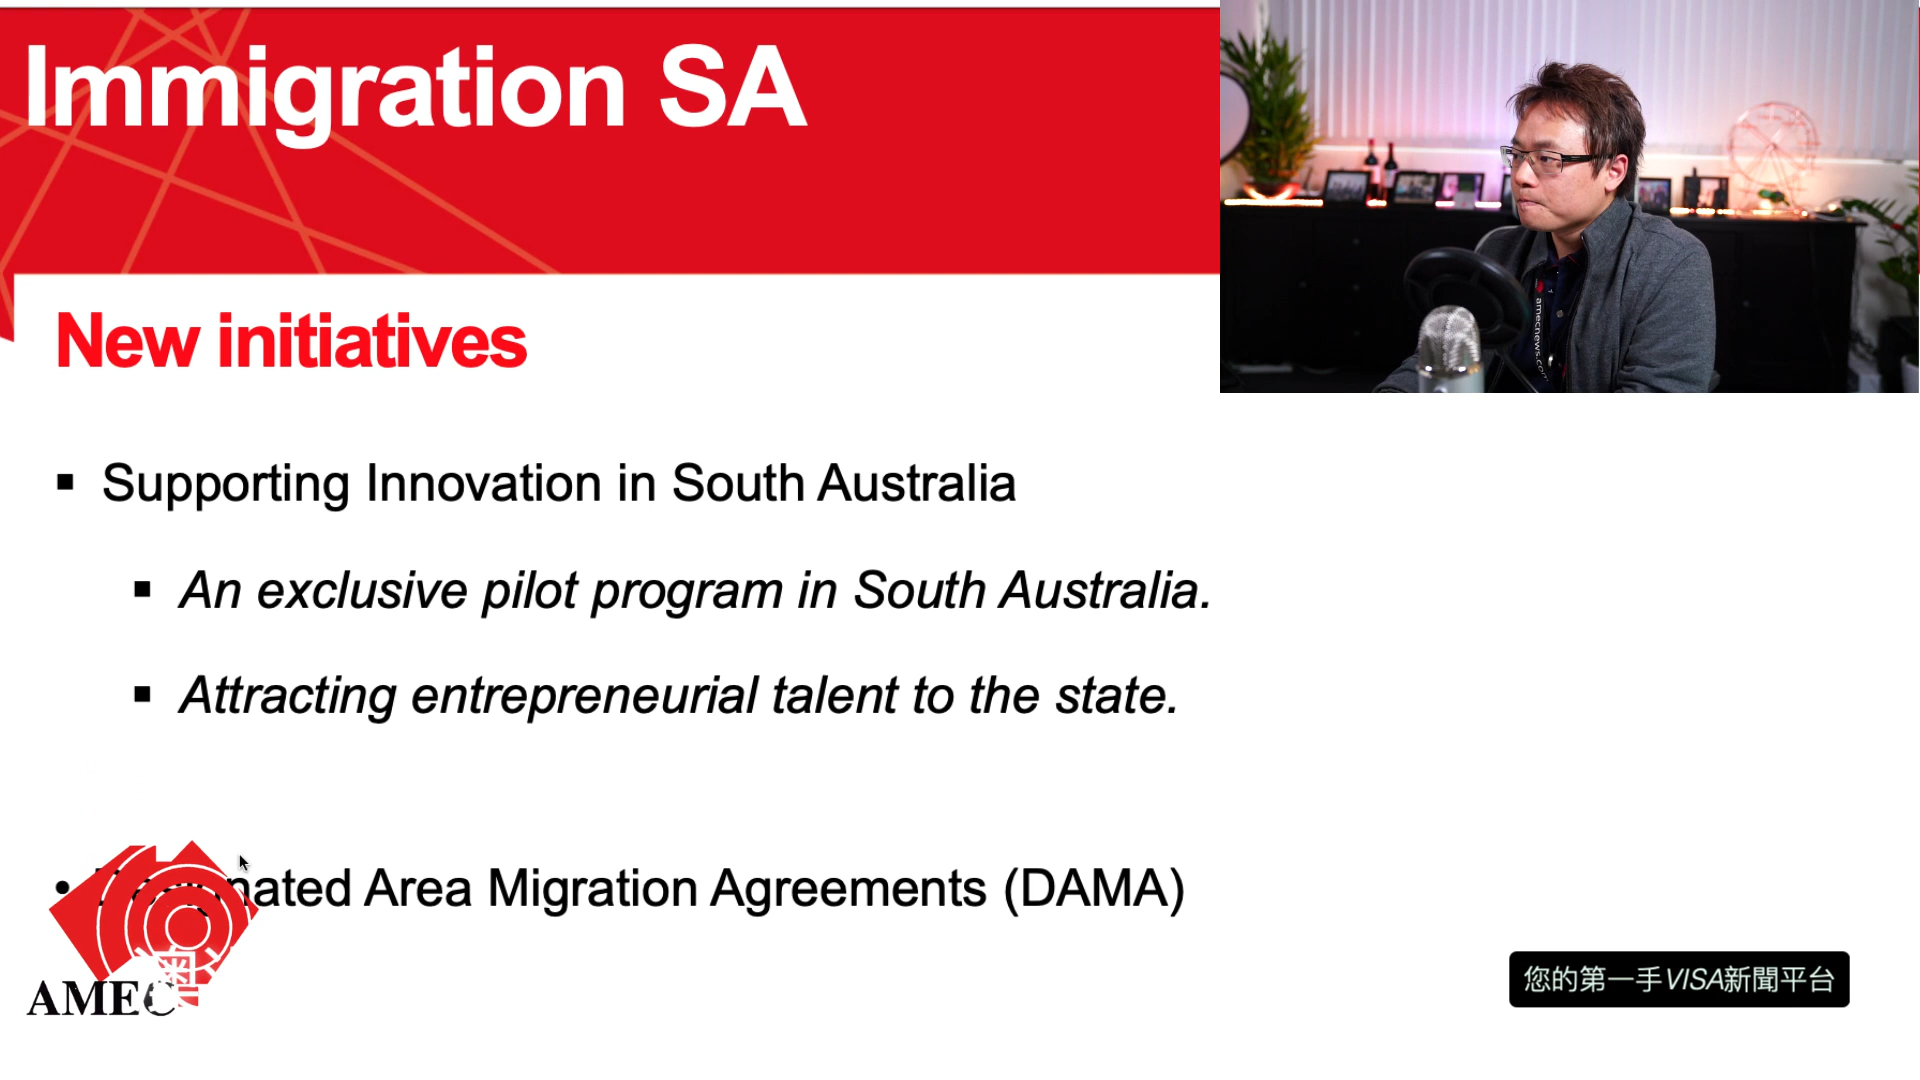 Immigration SA
New initiatives
▪ Supporting Innovation in South Australia
▪ An exclusive pilot program in South Australia.
▪ Attracting entrepreneurial talent to the state.
• Designated Area Migration Agreements (DAMA)
AMEC
amecnews.com
您的第一手VISA新聞平台